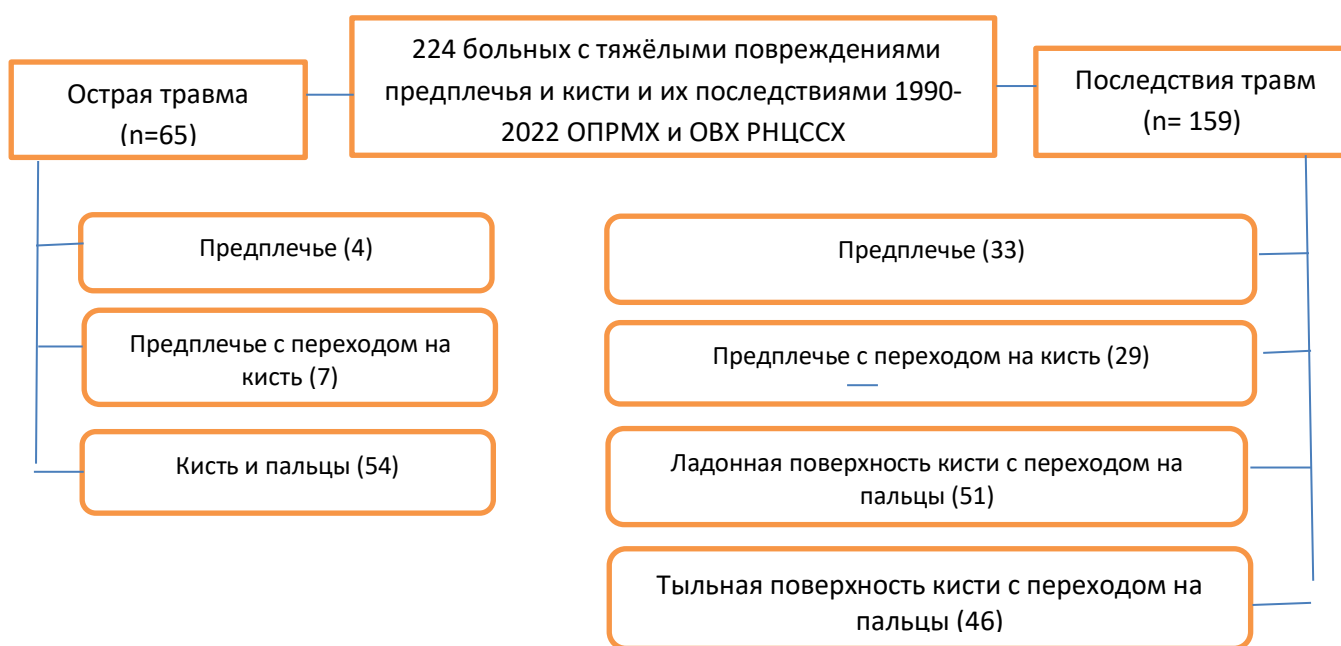 224 больных с тяжёлыми повреждениями
предплечья и кисти и их последствиями 1990-
2022 ОПРМХ и ОВХ РНЦССХ
Острая травма
(n=65)
Последствия травм
(n= 159)
Предплечье (4)
Предплечье с переходом на
кисть (7)
Кисть и пальцы (54)
Предплечье (33)
Предплечье с переходом на кисть (29)
Ладонная поверхность кисти с переходом на
пальцы (51)
Тыльная поверхность кисти с переходом на
пальцы (46)